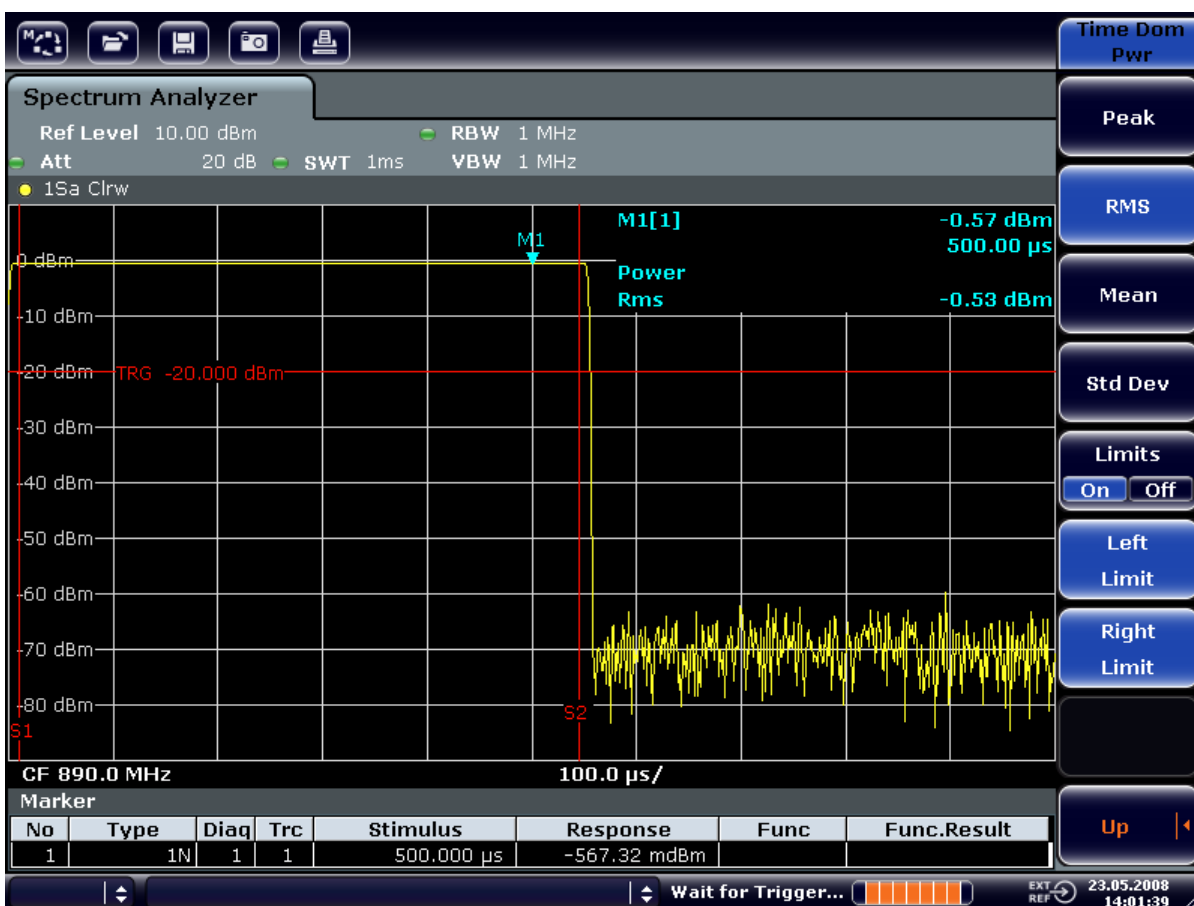 Time Dom
Pwr
Spectrum Analyzer
Ref Level 10.00 dBm RBW 1 MHz
Att 20 dB SWT 1ms VBW 1 MHz
1Sa Clrw
Peak
RMS
Mean
Std Dev
Limits
On Off
Left
Limit
Right
Limit
Up
M1[1] -0.57 dBm
500.00 µs
Power
Rms -0.53 dBm
M1
0 dBm
-10 dBm
-20 dBm TRG -20.000 dBm
-30 dBm
-40 dBm
-50 dBm
-60 dBm
-70 dBm
-80 dBm
S1
S2
CF 890.0 MHz 100.0 µs/
Marker
No Type Diaq Trc Stimulus Response Func Func.Result
1 1N 1 1 500.000 µs -567.32 mdBm
Wait for Trigger... EXT REF 23.05.2008
14:01:39